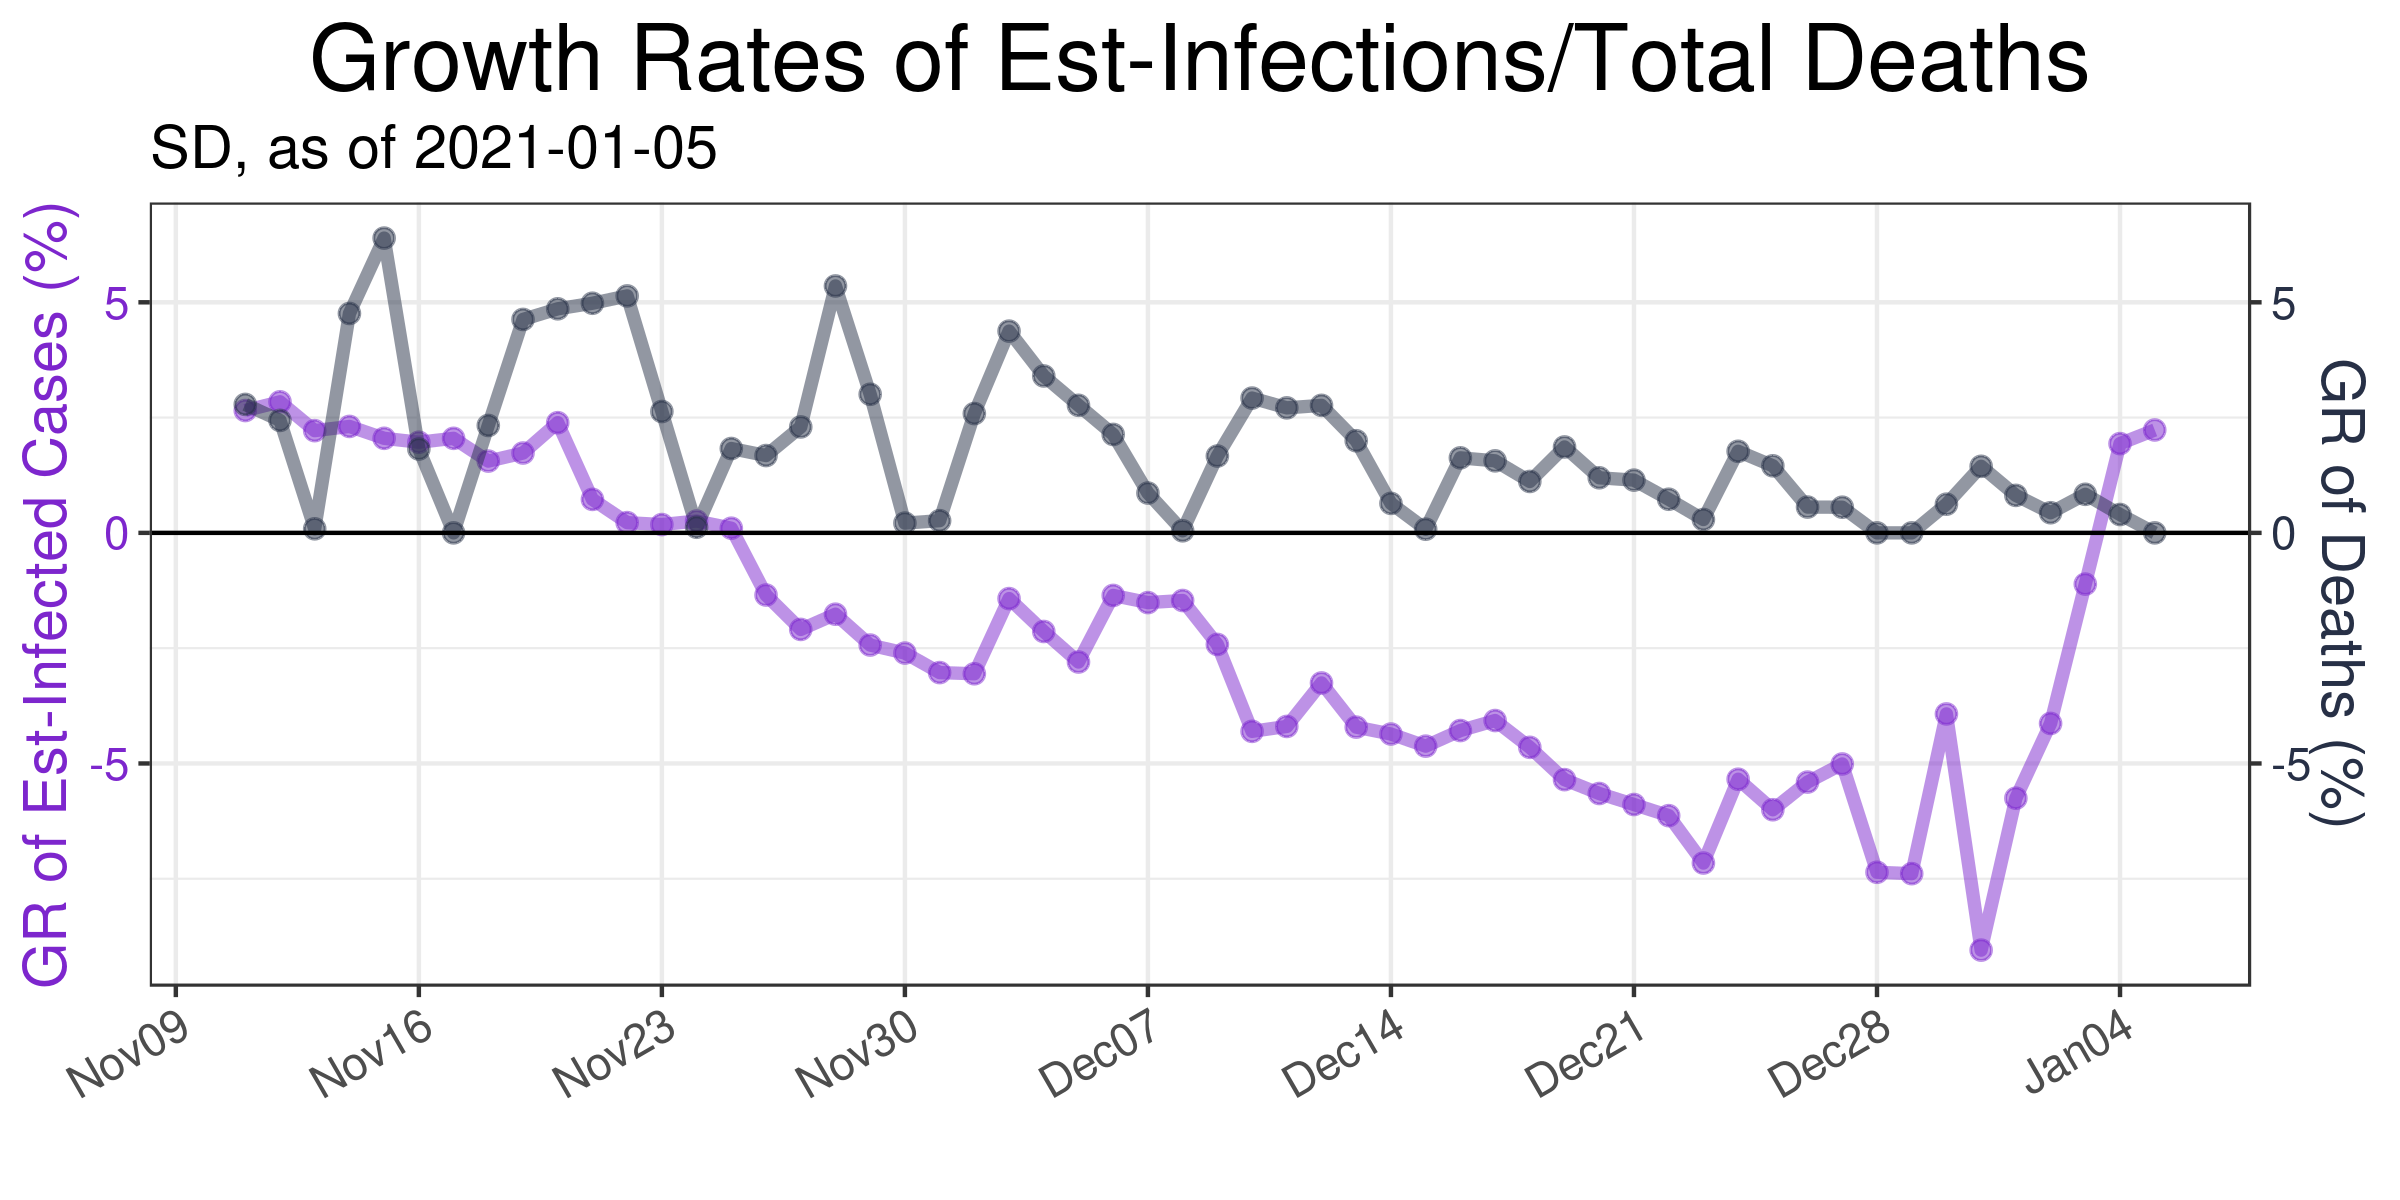 Growth Rates of Est-Infections/Total Deaths
SD, as of 2021-01-05
GR of Est-Infected Cases (%)
5
0
-5
5
0
-5
GR of Deaths (%)
Nov09
Nov16
Nov23
Nov30
Dec07
Dec14
Dec21
Dec28
Jan04